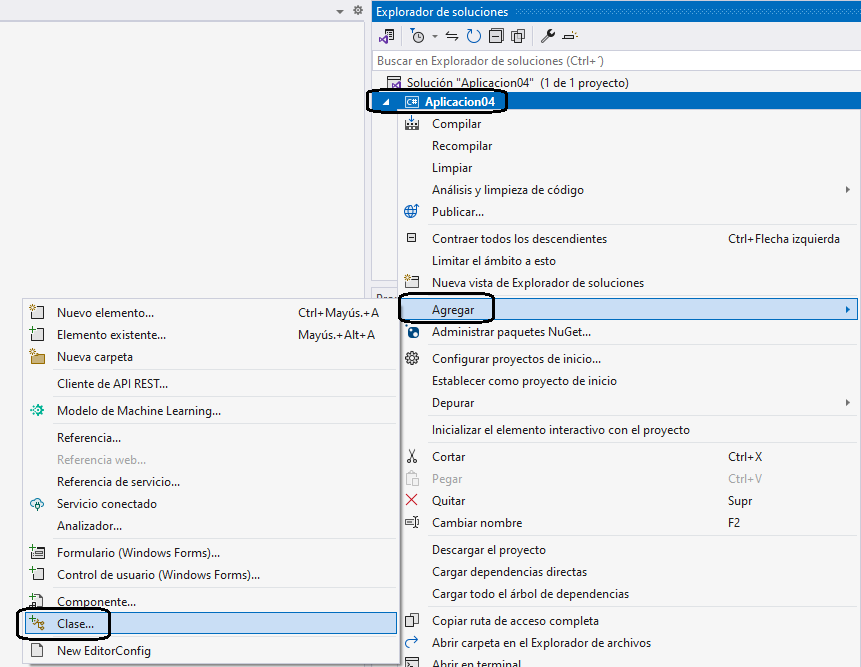 Explorador de soluciones
Buscar en Explorador de soluciones (Ctrl+´)
Solución "Aplicacion04" (1 de 1 proyecto)
C# Aplicacion04
Compilar
Recompilar
Limpiar
Análisis y limpieza de código
Publicar...
Contraer todos los descendientes Ctrl+Flecha izquierda
Limitar el ámbito a esto
Nueva vista de Explorador de soluciones
Agregar
Administrar paquetes NuGet...
Configurar proyectos de inicio...
Establecer como proyecto de inicio
Depurar
Inicializar el elemento interactivo con el proyecto
Cortar Ctrl+X
Pegar Ctrl+V
Quitar Supr
Cambiar nombre F2
Descargar el proyecto
Cargar dependencias directas
Cargar todo el árbol de dependencias
Copiar ruta de acceso completa
Abrir carpeta en el Explorador de archivos
Abrir en terminal
Nuevo elemento... Ctrl+Mayús.+A
Elemento existente... Mayús.+Alt+A
Nueva carpeta
Cliente de API REST...
Modelo de Machine Learning...
Referencia...
Referencia web...
Referencia de servicio...
Servicio conectado
Analizador...
Formulario (Windows Forms)...
Control de usuario (Windows Forms)...
Componente...
Clase...
New EditorConfig